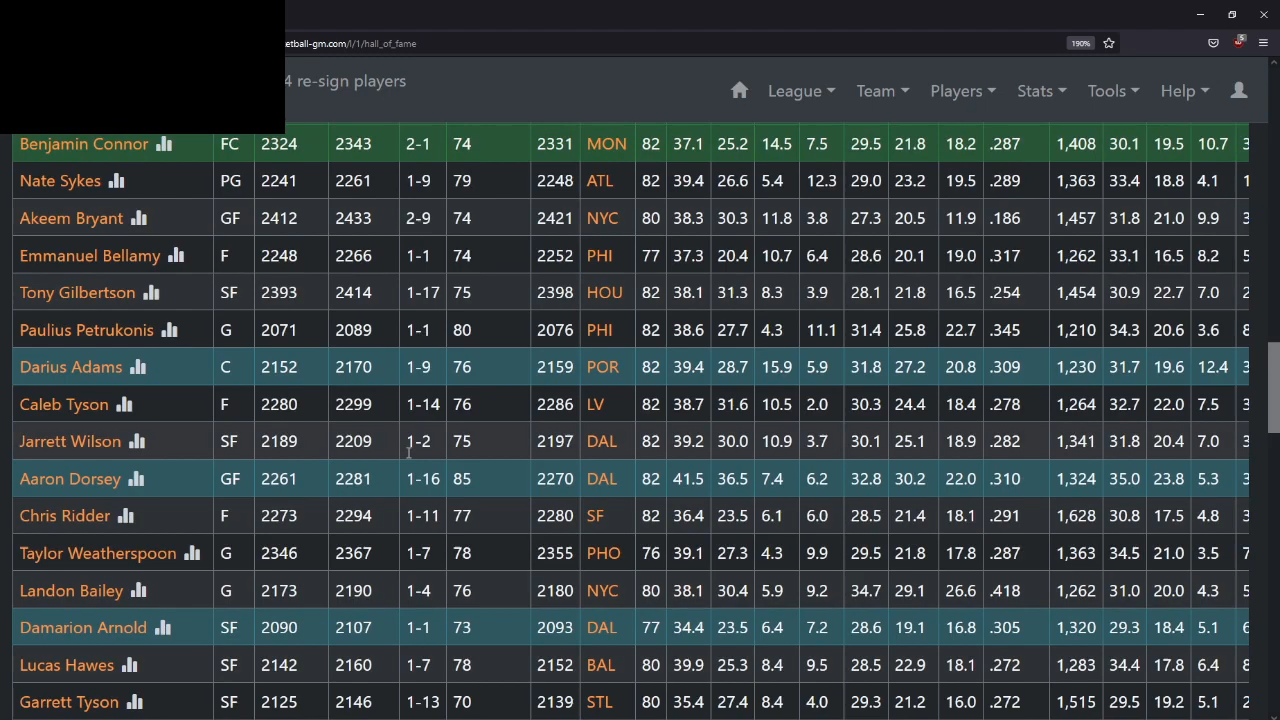 etball-gm.com/l/1/hall_of_fame 190%
4 re-sign players League Team Players Stats Tools Help
Benjamin Connor FC 2324 2343 2-1 74 2331 MON 82 37.1 25.2 14.5 7.5 29.5 21.8 18.2 .287 1,408 30.1 19.5 10.7 3
Nate Sykes PG 2241 2261 1-9 79 2248 ATL 82 39.4 26.6 5.4 12.3 29.0 23.2 19.5 .289 1,363 33.4 18.8 4.1 1
Akeem Bryant GF 2412 2433 2-9 74 2421 NYC 80 38.3 30.3 11.8 3.8 27.3 20.5 11.9 .186 1,457 31.8 21.0 9.9 3
Emmanuel Bellamy F 2248 2266 1-1 74 2252 PHI 77 37.3 20.4 10.7 6.4 28.6 20.1 19.0 .317 1,262 33.1 16.5 8.2 5
Tony Gilbertson SF 2393 2414 1-17 75 2398 HOU 82 38.1 31.3 8.3 3.9 28.1 21.8 16.5 .254 1,454 30.9 22.7 7.0 2
Paulius Petrukonis G 2071 2089 1-1 80 2076 PHI 82 38.6 27.7 4.3 11.1 31.4 25.8 22.7 .345 1,210 34.3 20.6 3.6 8
Darius Adams C 2152 2170 1-9 76 2159 POR 82 39.4 28.7 15.9 5.9 31.8 27.2 20.8 .309 1,230 31.7 19.6 12.4 3
Caleb Tyson F 2280 2299 1-14 76 2286 LV 82 38.7 31.6 10.5 2.0 30.3 24.4 18.4 .278 1,264 32.7 22.0 7.5 3
Jarrett Wilson SF 2189 2209 1-2 75 2197 DAL 82 39.2 30.0 10.9 3.7 30.1 25.1 18.9 .282 1,341 31.8 20.4 7.0 3
Aaron Dorsey GF 2261 2281 1-16 85 2270 DAL 82 41.5 36.5 7.4 6.2 32.8 30.2 22.0 .310 1,324 35.0 23.8 5.3 3
Chris Ridder F 2273 2294 1-11 77 2280 SF 82 36.4 23.5 6.1 6.0 28.5 21.4 18.1 .291 1,628 30.8 17.5 4.8 3
Taylor Weatherspoon G 2346 2367 1-7 78 2355 PHO 76 39.1 27.3 4.3 9.9 29.5 21.8 17.8 .287 1,363 34.5 21.0 3.5 7
Landon Bailey G 2173 2190 1-4 76 2180 NYC 82 38.0 30.4 5.9 9.2 34.7 29.1 26.6 .418 1,262 31.0 20.0 4.3 5
Damarion Arnold SF 2090 2107 1-1 73 2093 DAL 77 34.4 23.5 6.4 7.2 28.6 19.1 16.8 .305 1,320 29.3 18.4 5.1 6
Lucas Hawes SF 2142 2160 1-7 78 2152 BAL 80 39.9 25.3 8.4 9.5 28.5 22.9 18.1 .272 1,283 34.4 17.8 6.4 8
Garrett Tyson SF 2125 2146 1-13 70 2139 STL 80 35.4 27.4 8.4 4.0 29.3 21.2 16.0 .272 1,515 29.5 19.2 5.1 2